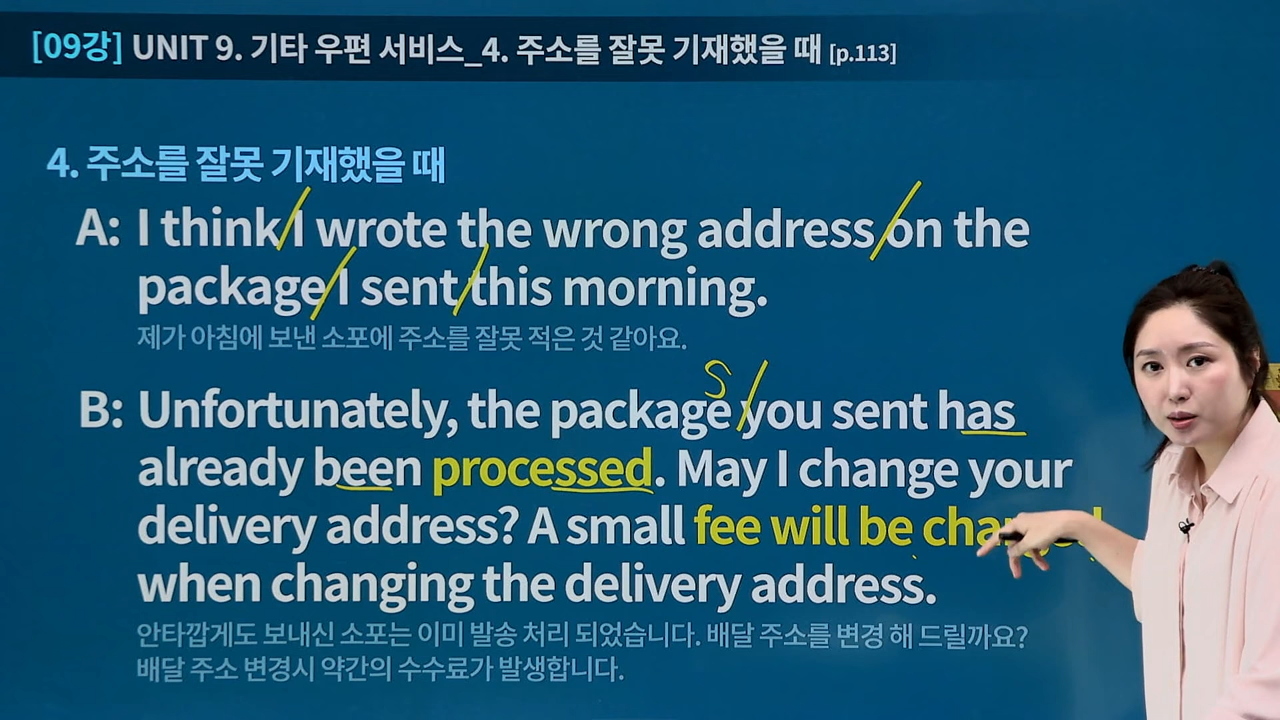 [09강] UNIT 9. 기타 우편 서비스_4. 주소를 잘못 기재했을 때 [p.113]
4. 주소를 잘못 기재했을 때
A: I think I wrote the wrong address on the
package I sent this morning.
제가 아침에 보낸 소포에 주소를 잘못 적은 것 같아요.
S
B: Unfortunately, the package you sent has
already been processed. May I change your
delivery address? A small fee will be
when changing the delivery address.
안타깝게도 보내신 소포는 이미 발송 처리 되었습니다. 배달 주소를 변경 해 드릴까요?
배달 주소 변경시 약간의 수수료가 발생합니다.